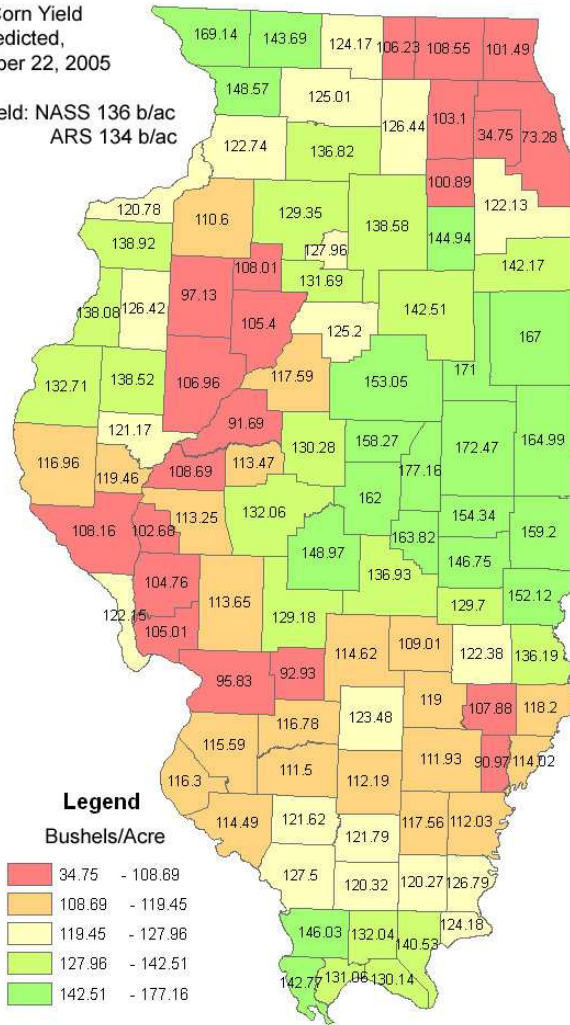 Corn Yield
edicted,
ber 22, 2005
eld: NASS 136 b/ac
ARS 134 b/ac
169.14 143.69 124.17 106.23 108.55 101.49
148.57 125.01 126.44 103.1 34.75 73.28
122.74 136.82
100.89 122.13
120.78 110.6 129.35 138.58 144.94
138.92 127.96 142.17
108.01 131.69
138.08 126.42 97.13 105.4 125.2 142.51 167
132.71 138.52 106.96 117.59 153.05 171
121.17 91.69 130.28 158.27 172.47 164.99
116.96 119.46 108.69 113.47 177.16
108.16 102.68 113.25 132.06 162 154.34 159.2
148.97 163.82 146.75
104.76 113.65 136.93 152.12
122.15 105.01 129.18 129.7
114.62 109.01 122.38 136.19
95.83 92.93
119 107.88 118.2
115.59 116.78 123.48
116.3 111.5 112.19 111.93 90.97 114.02
114.49 121.62 121.79 117.56 112.03
127.5 120.32 120.27 126.79
146.03 132.04 140.53 124.18
142.77 131.06 130.14
Legend
Bushels/Acre
34.75 - 108.69
108.69 - 119.45
119.45 - 127.96
127.96 - 142.51
142.51 - 177.16